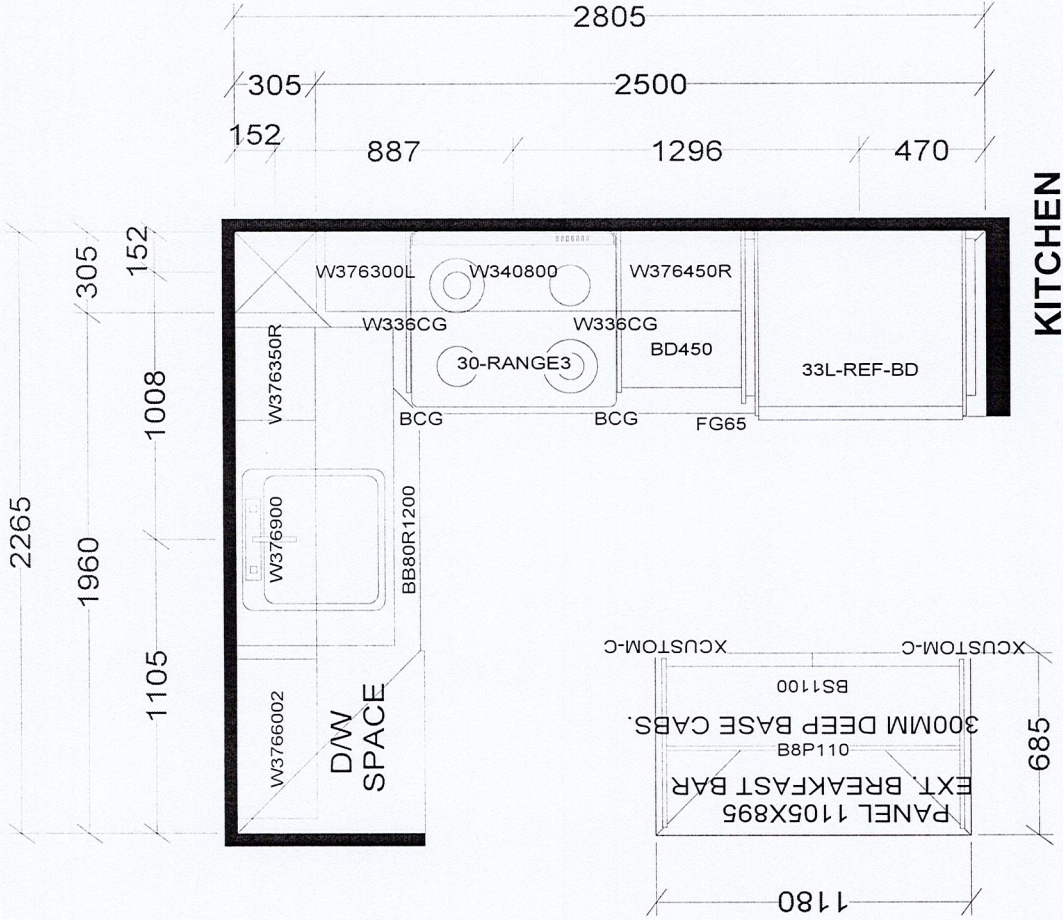 2805
305
2500
152
887
1296
470
KITCHEN
152
305
1008
2265
1960
1105
W376300L
W340800
W376450R
W336CG
W336CG
BD450
30-RANGE3
33L-REF-BD
BCG
BCG
FG65
W376350R
W376900
BB80R1200
W3766002
D/W
SPACE
XCUSTOM-C
XCUSTOM-C
BS1100
300MM DEEP BASE CABS.
B8P110
EXT. BREAKFAST BAR
PANEL 1105X895
685
1180